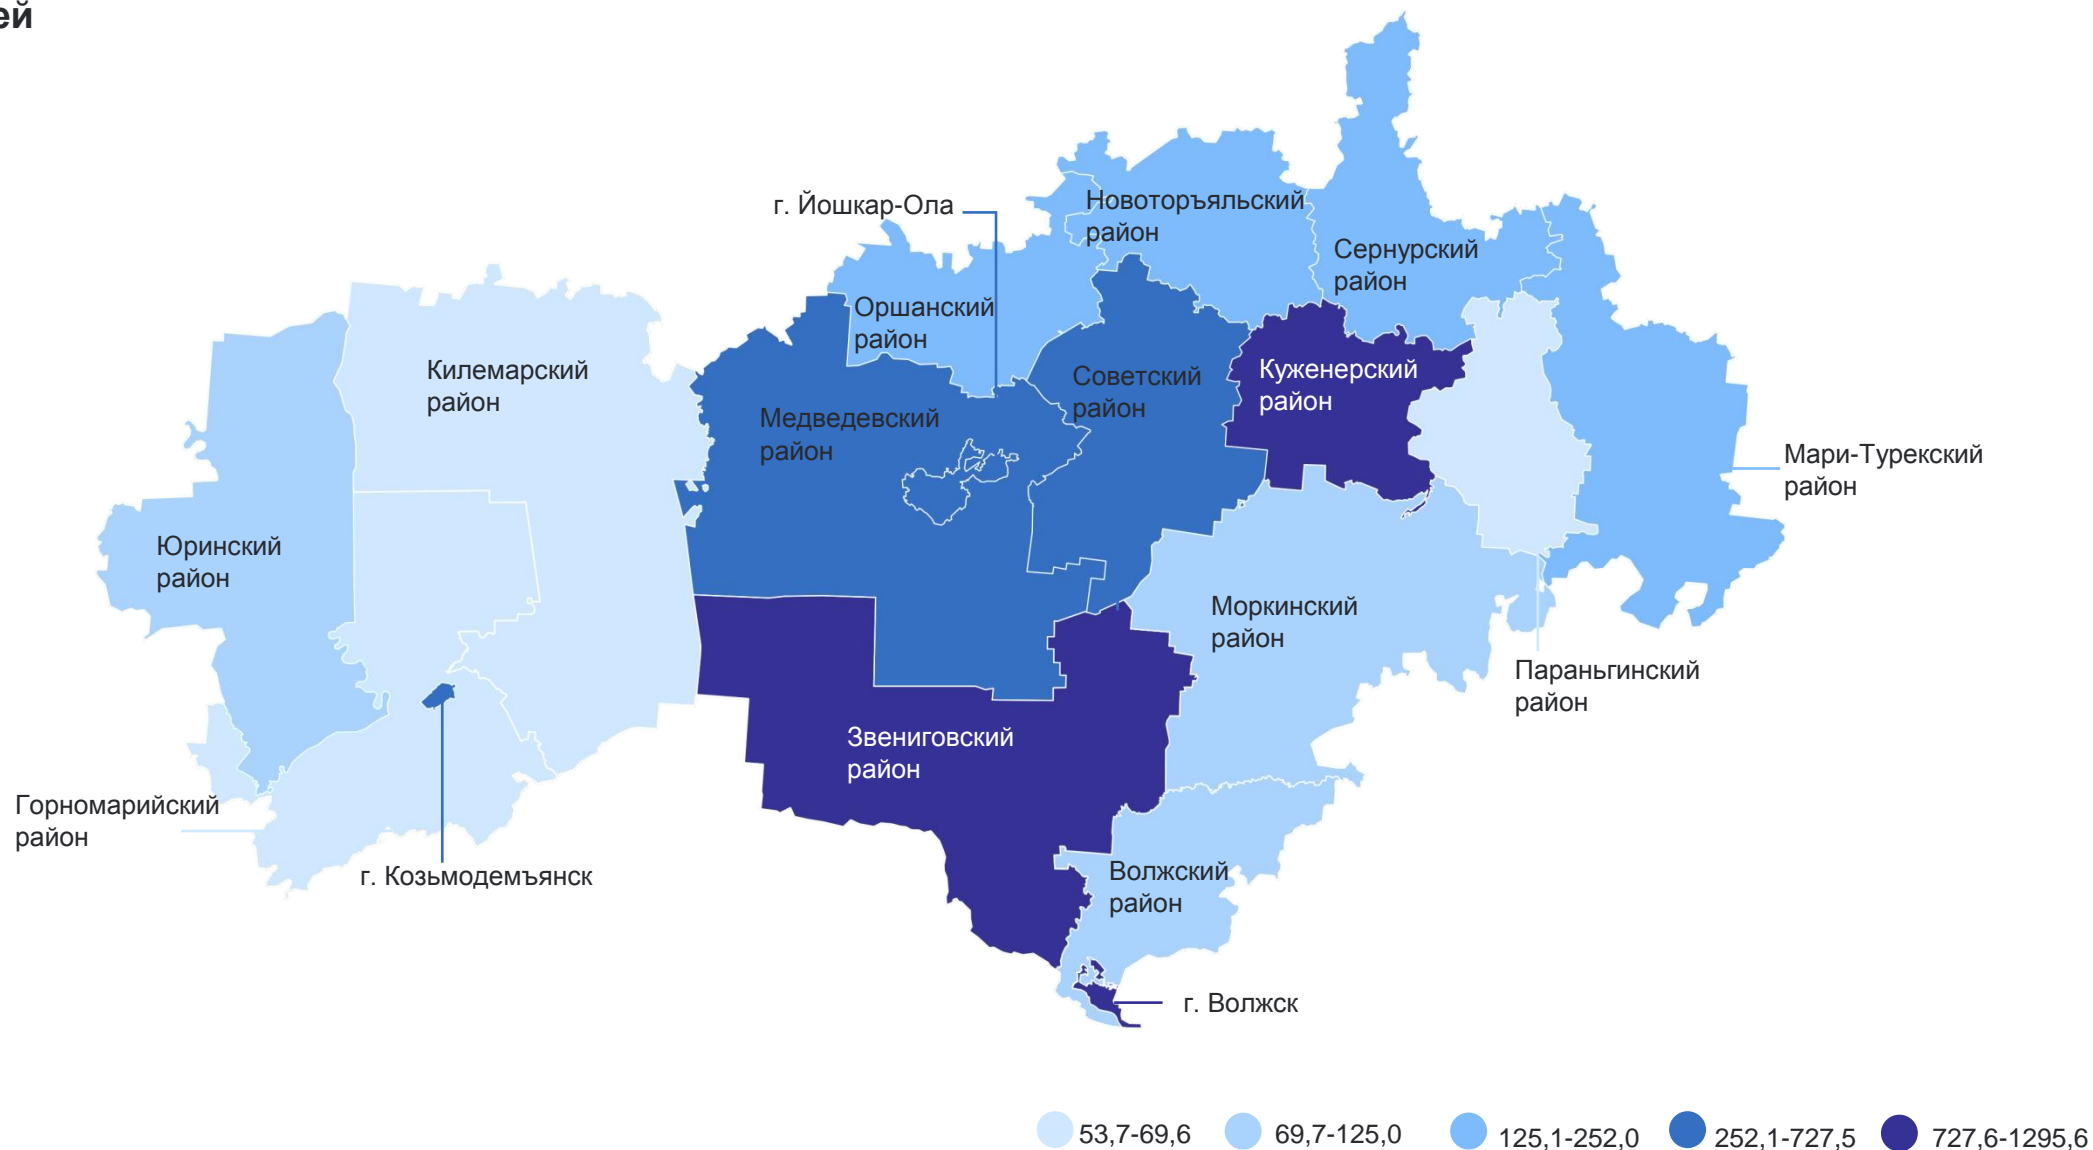 ей
г. Йошкар-Ола
Новоторъяльский
район
Сернурский
район
Оршанский
район
Килемарский
район
Советский
район
Куженерский
район
Медведевский
район
Мари-Турекский
район
Юринский
район
Моркинский
район
Параньгинский
район
Звениговский
район
Горномарийский
район
г. Козьмодемъянск
Волжский
район
г. Волжск
53,7-69,6
69,7-125,0
125,1-252,0
252,1-727,5
727,6-1295,6